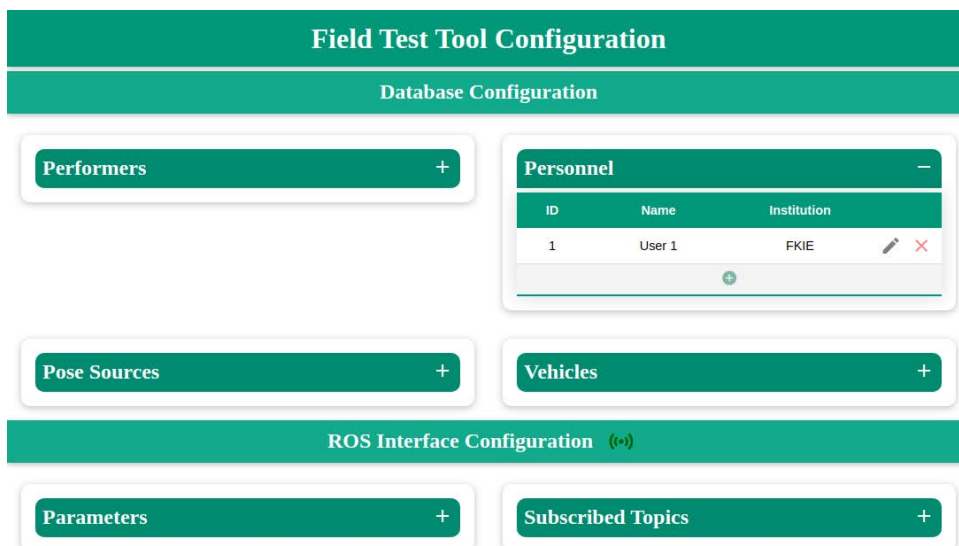 Field Test Tool Configuration
Database Configuration
Performers +
Personnel −
ID Name Institution
1 User 1 FKIE
Pose Sources +
Vehicles +
ROS Interface Configuration
Parameters +
Subscribed Topics +